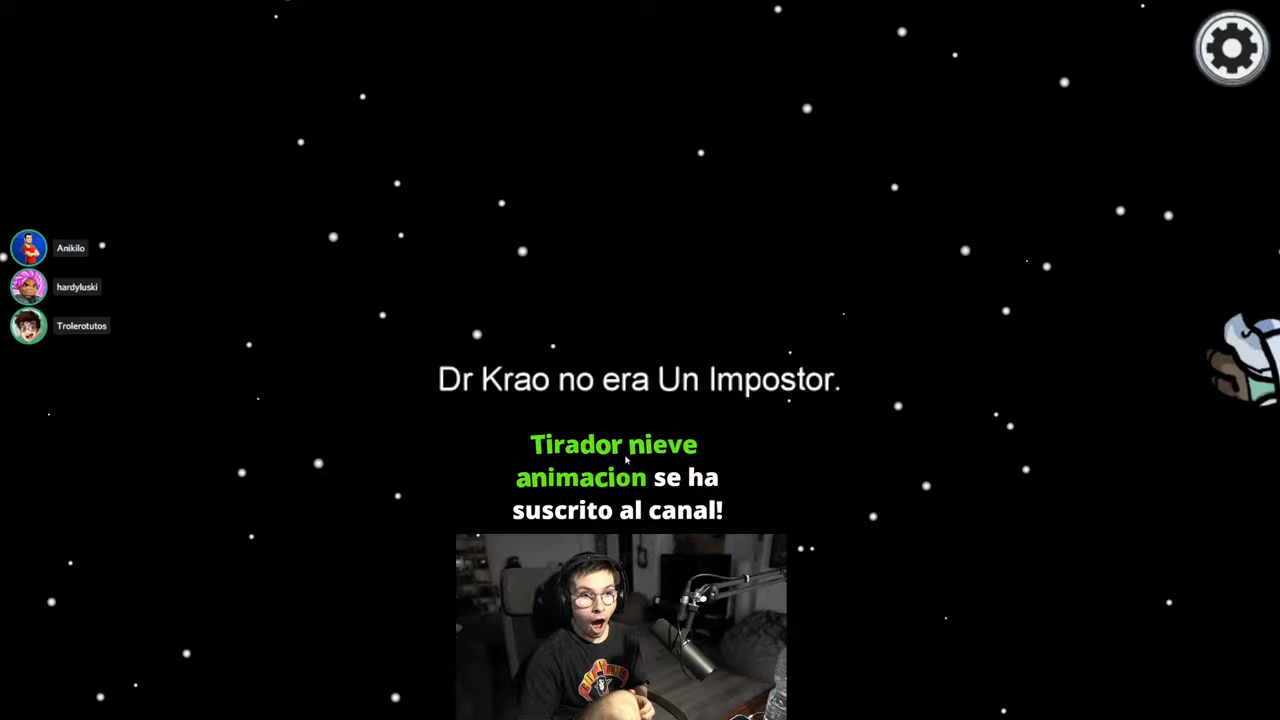 Anikilo
hardyluski
Trolerotutos
Dr Krao no era Un Impostor.
Tirador nieve
animacion se ha
suscrito al canal!